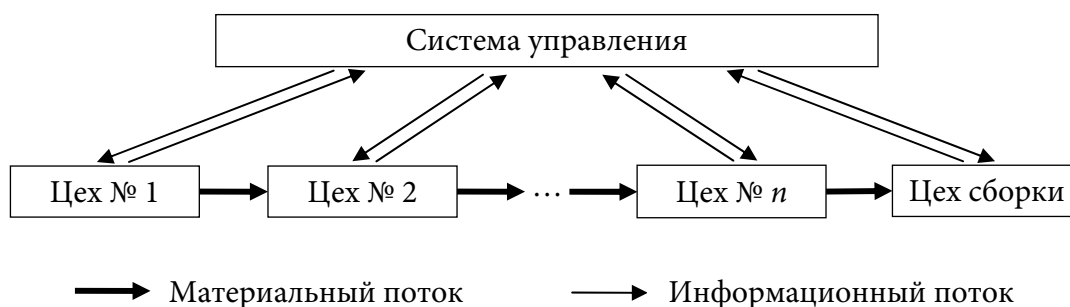 Система управления
Цех № 1 Цех № 2 … Цех № n Цех сборки
Материальный поток Информационный поток